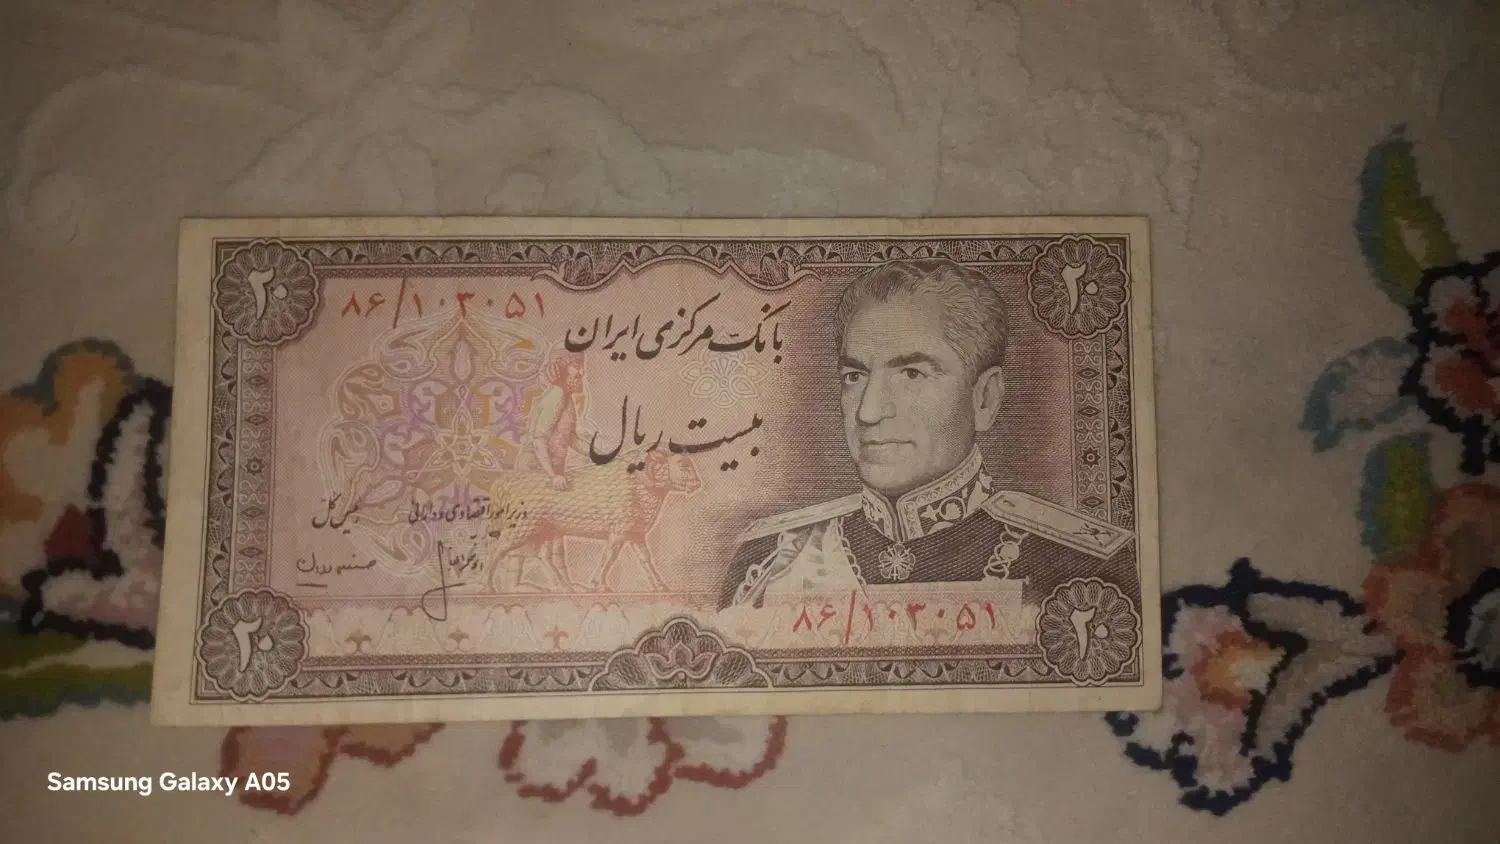 ۲۰
۲۰
۸۶/۱۰۳۰۵۱
بانک مرکزی ایران
بیست ریال
وزیر امور اقتصادی و دارائی
رئیس کل
۸۶/۱۰۳۰۵۱
۲۰
۲۰
Samsung Galaxy A05